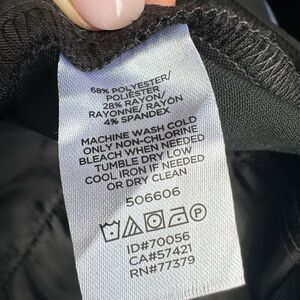 68% POLYESTER/
POLIÉSTER
28% RAYON/
RAYONNE/ RAYÓN
4% SPANDEX
MACHINE WASH COLD
ONLY NON-CHLORINE
BLEACH WHEN NEEDED
TUMBLE DRY LOW
COOL IRON IF NEEDED
OR DRY CLEAN
506606
ID#70056
CA#57421
RN#77379